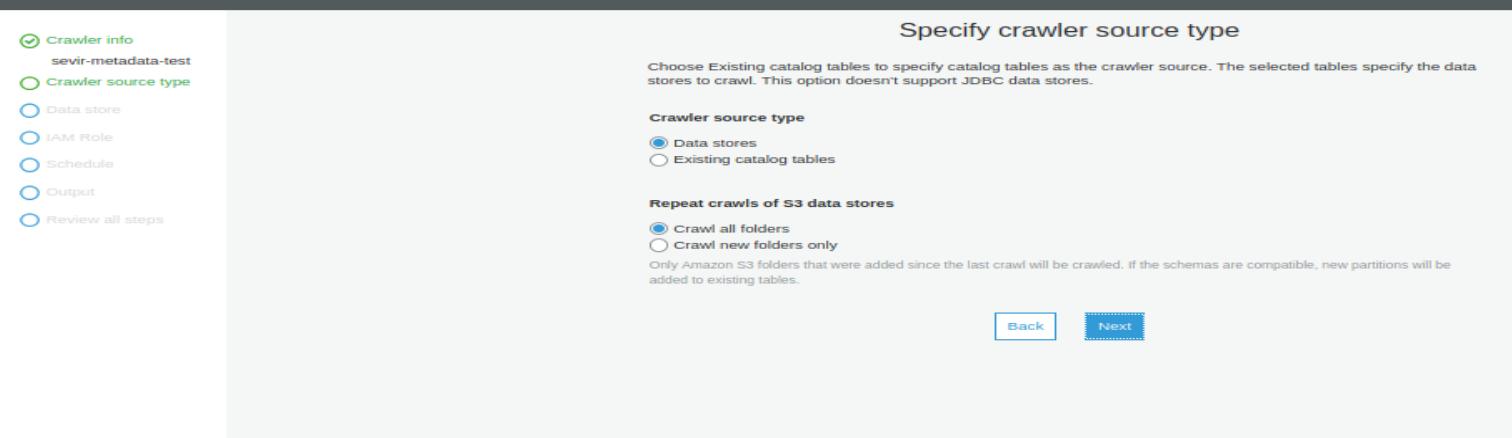 Crawler info
sevir-metadata-test
Crawler source type
Data store
IAM Role
Schedule
Output
Review all steps
Specify crawler source type
Choose Existing catalog tables to specify catalog tables as the crawler source. The selected tables specify the data
stores to crawl. This option doesn't support JDBC data stores.
Crawler source type
Data stores
Existing catalog tables
Repeat crawls of S3 data stores
Crawl all folders
Crawl new folders only
Only Amazon S3 folders that were added since the last crawl will be crawled. If the schemas are compatible, new partitions will be
added to existing tables.
Back
Next